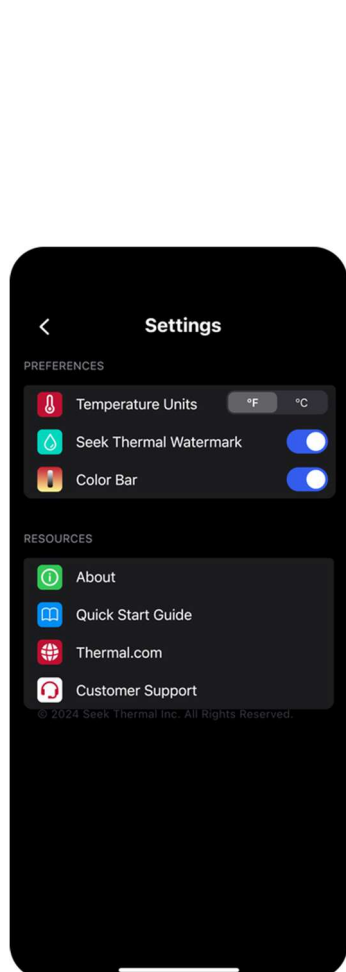 Settings
PREFERENCES
Temperature Units °F °C
Seek Thermal Watermark
Color Bar
RESOURCES
About
Quick Start Guide
Thermal.com
Customer Support
© 2024 Seek Thermal Inc. All Rights Reserved.